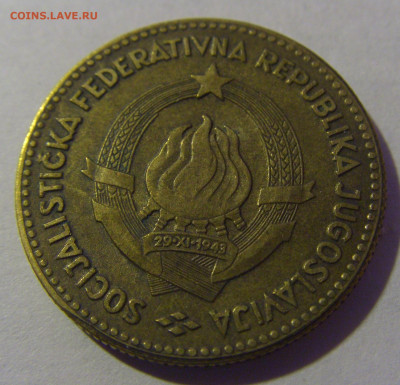 COINS.LAVE.RU
SOCIJALISTIČKA FEDERATIVNA REPUBLIKA JUGOSLAVIJA
29·XI·1943